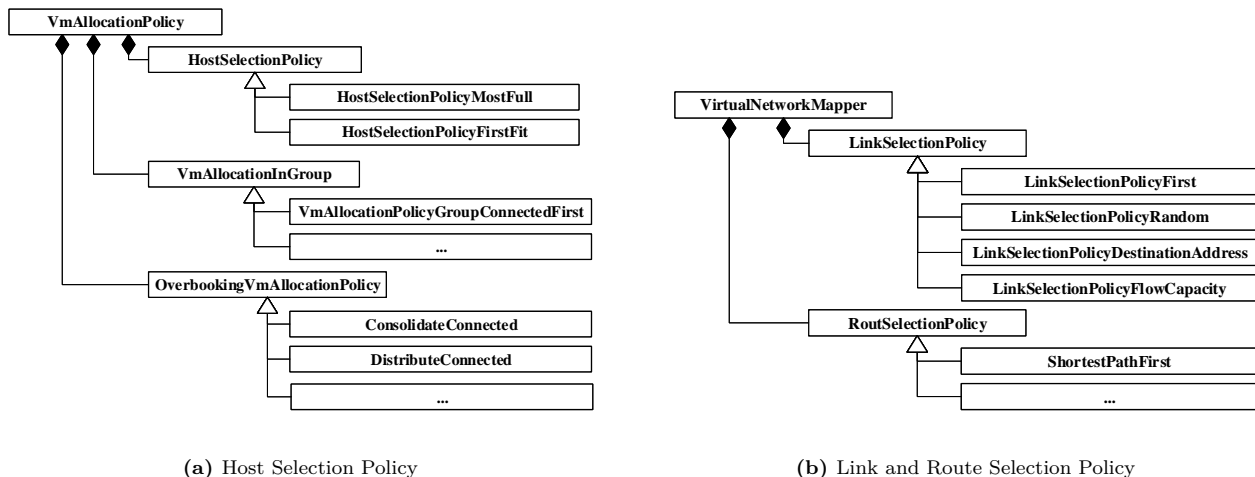 VmAllocationPolicy
HostSelectionPolicy
HostSelectionPolicyMostFull
HostSelectionPolicyFirstFit
VmAllocationInGroup
VmAllocationPolicyGroupConnectedFirst
...
OverbookingVmAllocationPolicy
ConsolidateConnected
DistributeConnected
...
(a) Host Selection Policy
VirtualNetworkMapper
LinkSelectionPolicy
LinkSelectionPolicyFirst
LinkSelectionPolicyRandom
LinkSelectionPolicyDestinationAddress
LinkSelectionPolicyFlowCapacity
RoutSelectionPolicy
ShortestPathFirst
...
(b) Link and Route Selection Policy